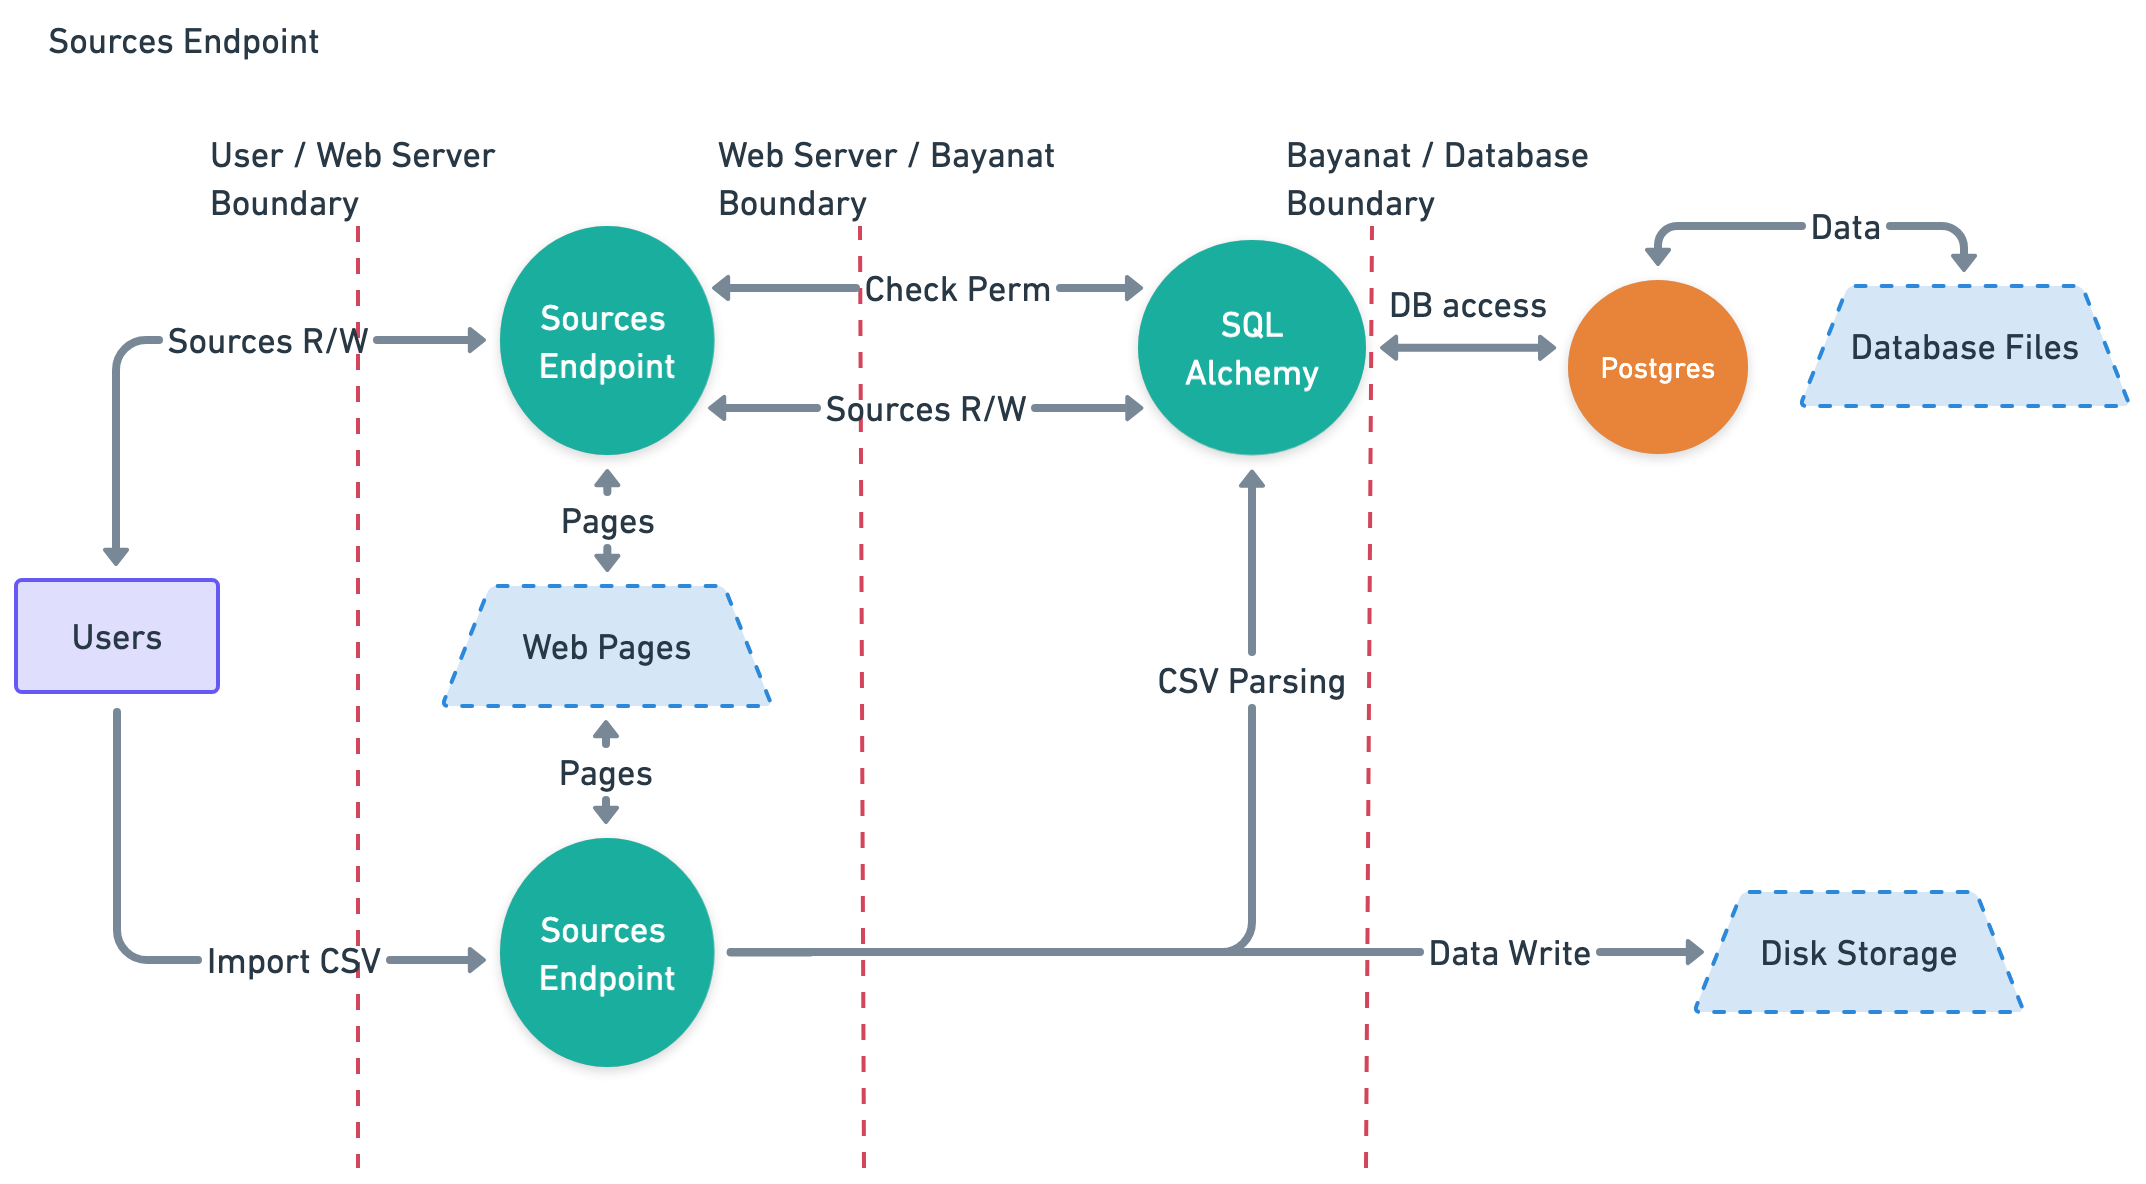 Sources Endpoint
User / Web Server
Boundary
Web Server / Bayanat
Boundary
Bayanat / Database
Boundary
Data
Check Perm
Sources R/W
Sources
Endpoint
SQL
Alchemy
DB access
Postgres
Database Files
Sources R/W
Pages
Users
Web Pages
CSV Parsing
Pages
Import CSV
Sources
Endpoint
Data Write
Disk Storage